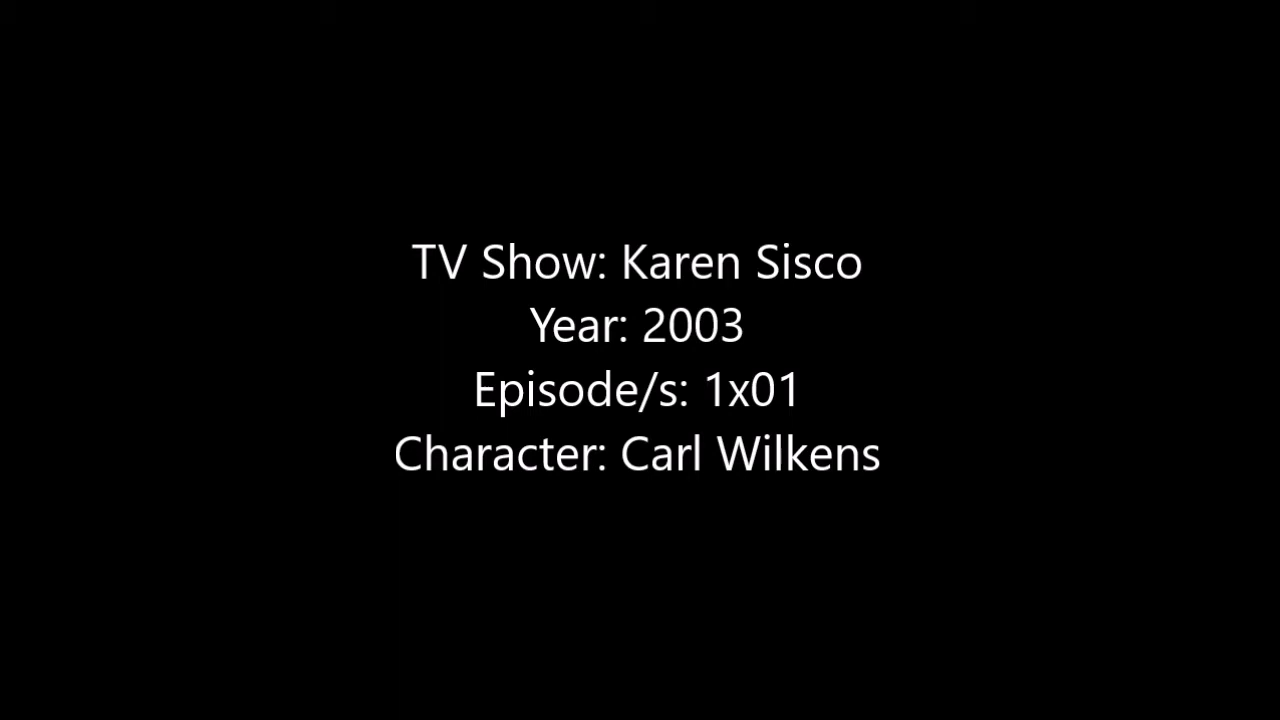 TV Show: Karen Sisco
Year: 2003
Episode/s: 1x01
Character: Carl Wilkens